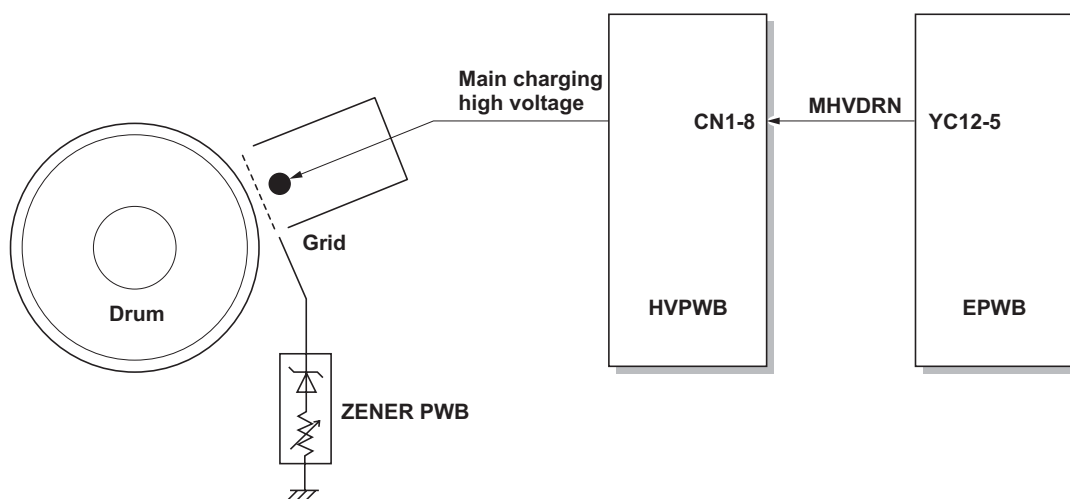 Main charging
high voltage
CN1-8
MHVDRN
YC12-5
Grid
Drum
HVPWB
EPWB
ZENER PWB